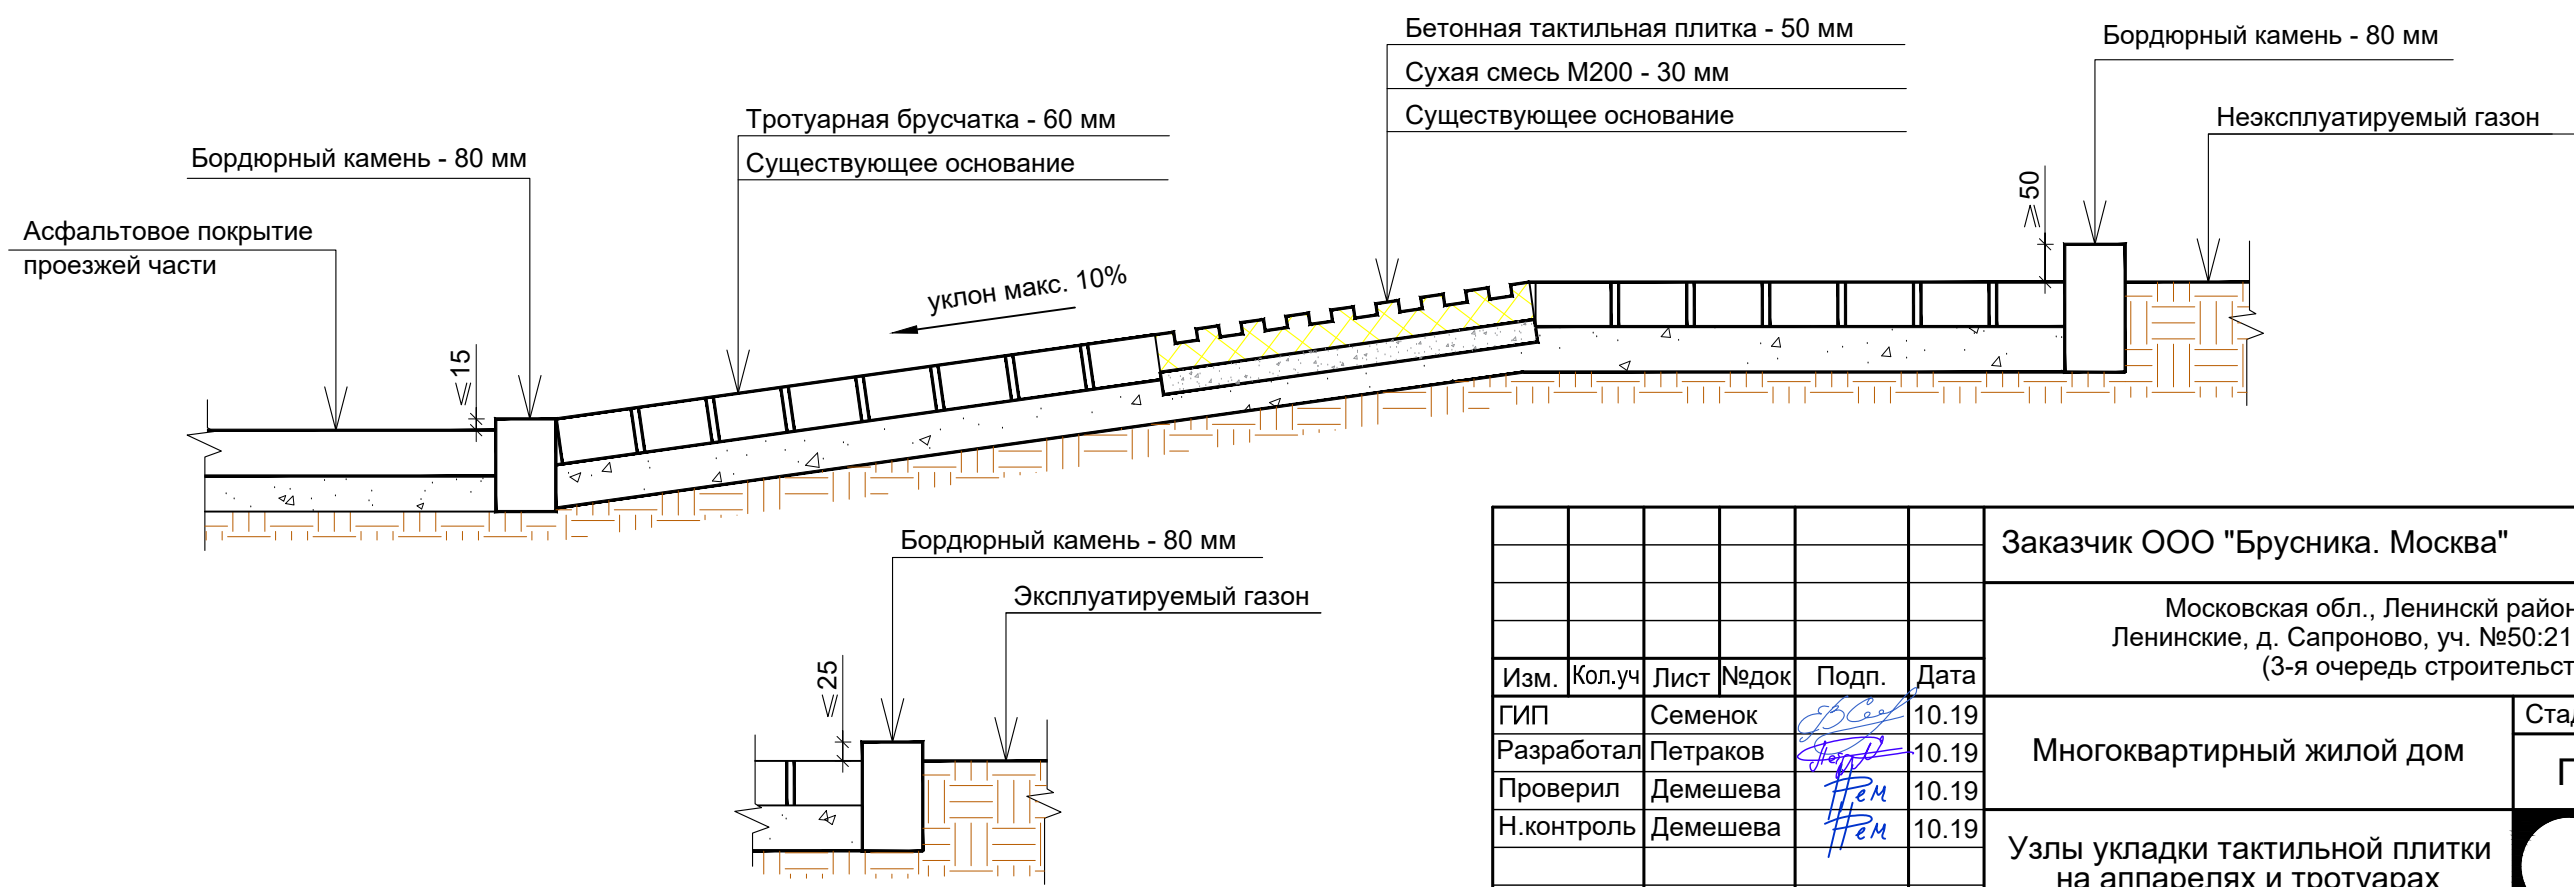 Бетонная тактильная плитка - 50 мм
Сухая смесь М200 - 30 мм
Существующее основание
Бордюрный камень - 80 мм
Неэксплуатируемый газон
Тротуарная брусчатка - 60 мм
Существующее основание
Бордюрный камень - 80 мм
Асфальтовое покрытие
проезжей части
уклон макс. 10%
⩾50
⩽15
Бордюрный камень - 80 мм
Эксплуатируемый газон
⩽25
Заказчик ООО "Брусника. Москва"
Московская обл., Ленинскй район
Ленинские, д. Сапроново, уч. №50:21
(3-я очередь строительст
Изм. Кол.уч Лист №док Подп. Дата
ГИП Семенок 10.19
Разработал Петраков 10.19
Проверил Демешева 10.19
Н.контроль Демешева 10.19
Многоквартирный жилой дом
Узлы укладки тактильной плитки
на аппарелях и тротуарах